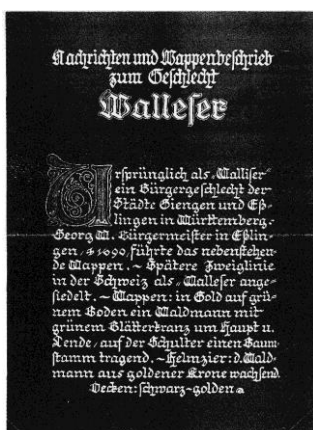 Nachrichten und Wappenbeschrieb
zum Geschlecht
Walleser
Ursprünglich als „Walliser"
ein Bürgergeschlecht der
Städte Giengen und Eß-
lingen in Württemberg.
Georg W. Bürgermeister in Eßlin-
gen, 1690, führte das nebenstehen-
de Wappen. ~ Spätere Zweiglinie
in der Schweiz als „Walleser ange-
siedelt. ~ Wappen: in Gold auf grü-
nem Boden ein Waldmann mit
grünem Blätterkranz um Haupt u.
Lende, auf der Schulter einen Baum-
stamm tragend. ~ Helmzier: d. Wald-
mann aus goldener Krone wachsend.
Decken: schwarz-golden